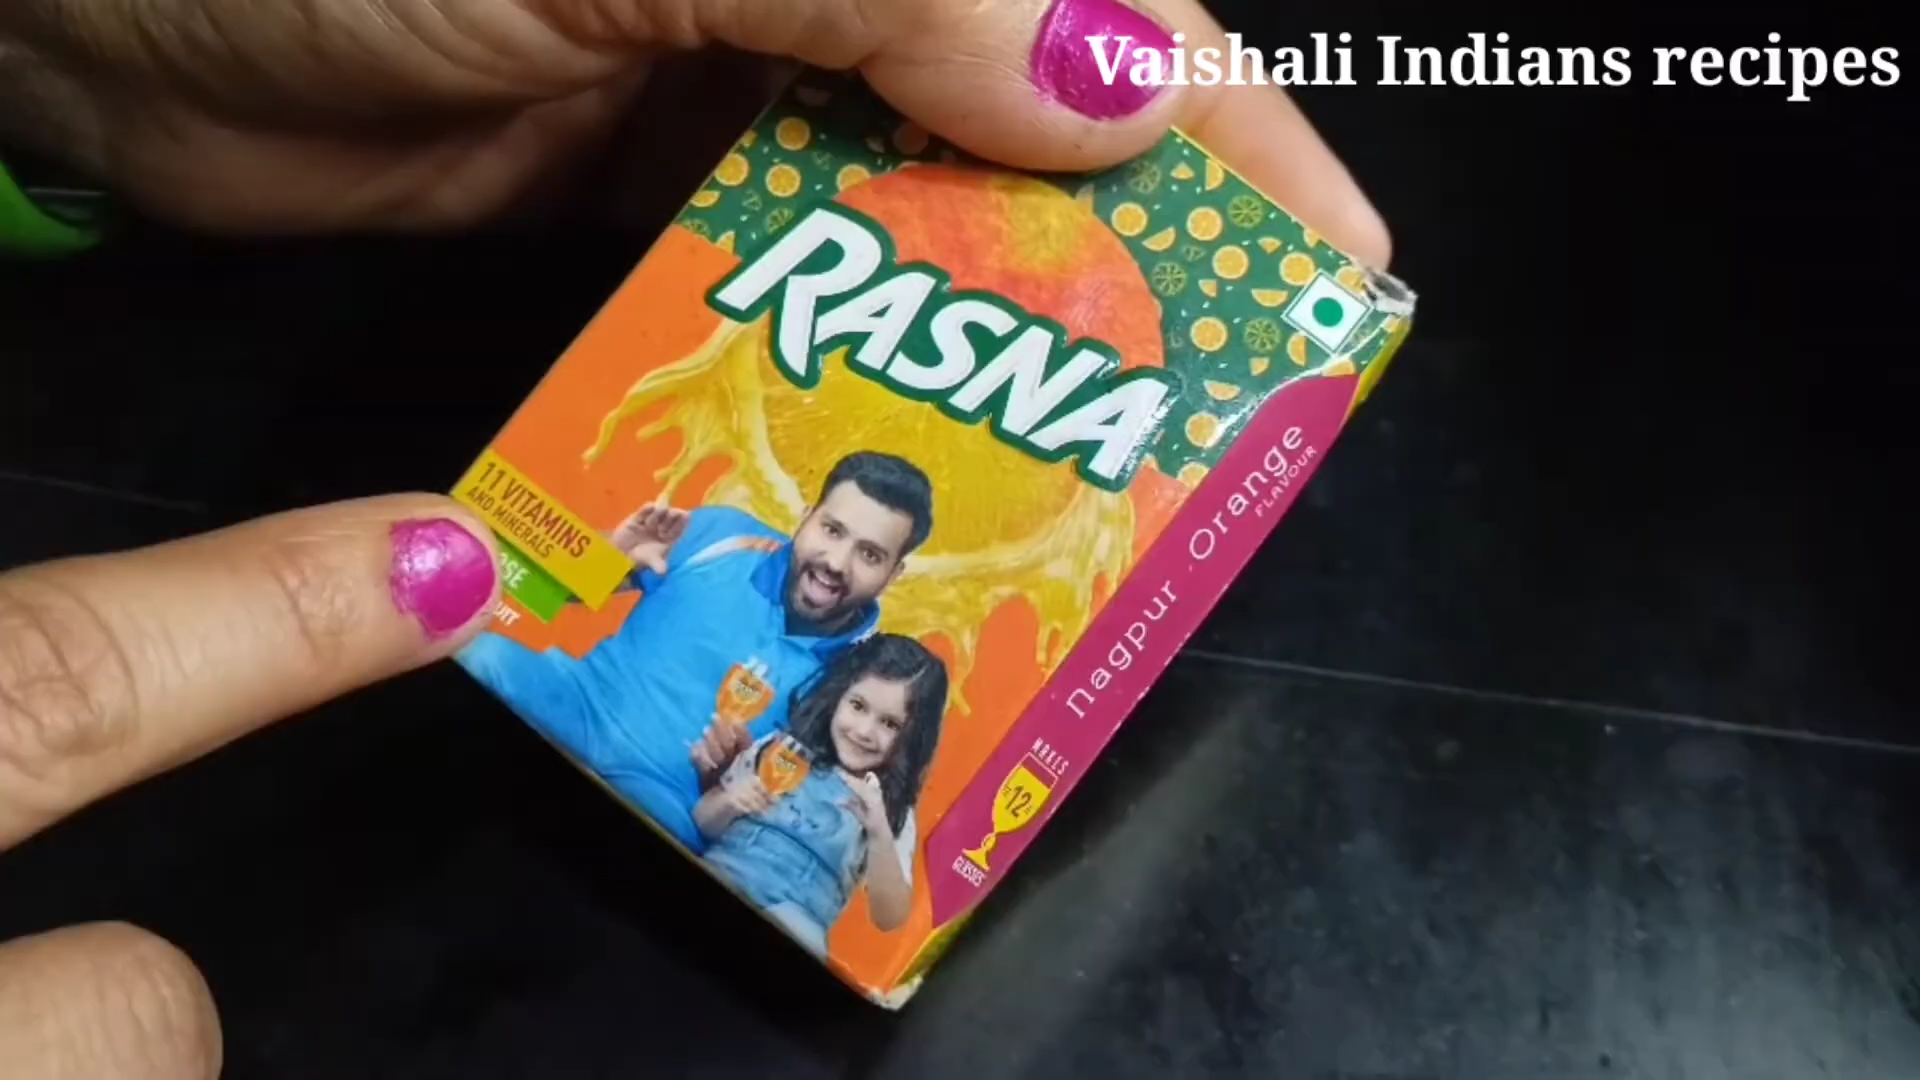 Vaishali Indians recipes
RASNA
11 VITAMINS
AND MINERALS
Nagpur Orange
FLAVOUR
MAKES
12
GLASSES